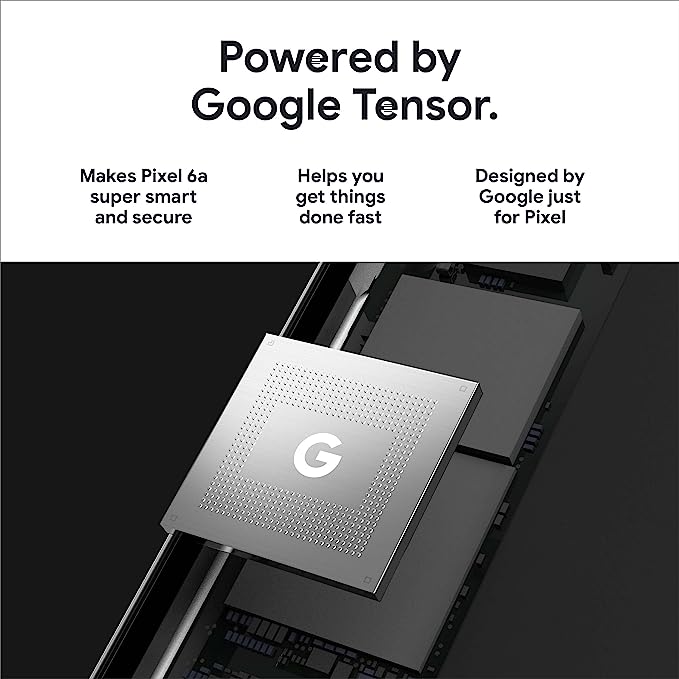 Powered by
Google Tensor.
Makes Pixel 6a
super smart
and secure
Helps you
get things
done fast
Designed by
Google just
for Pixel
G